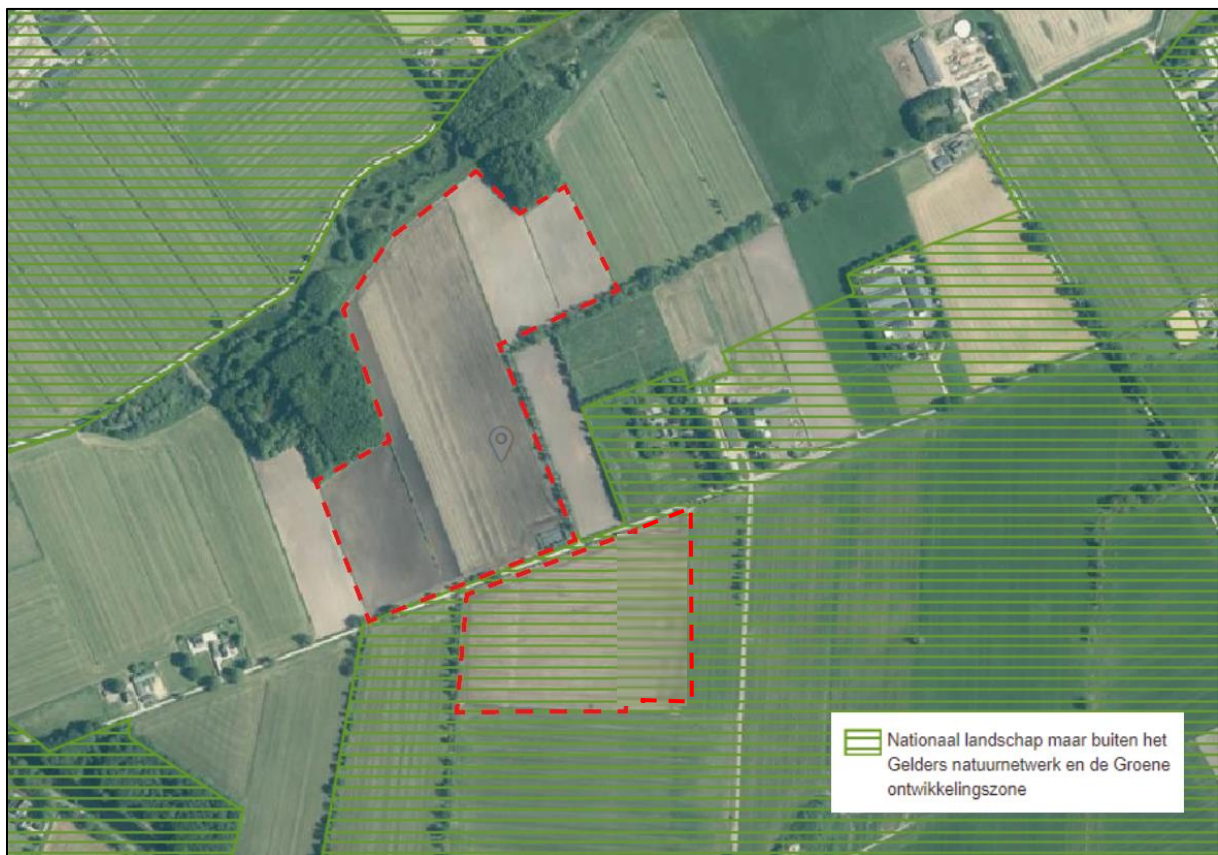 Nationaal landschap maar buiten het
Gelders natuurnetwerk en de Groene
ontwikkelingszone